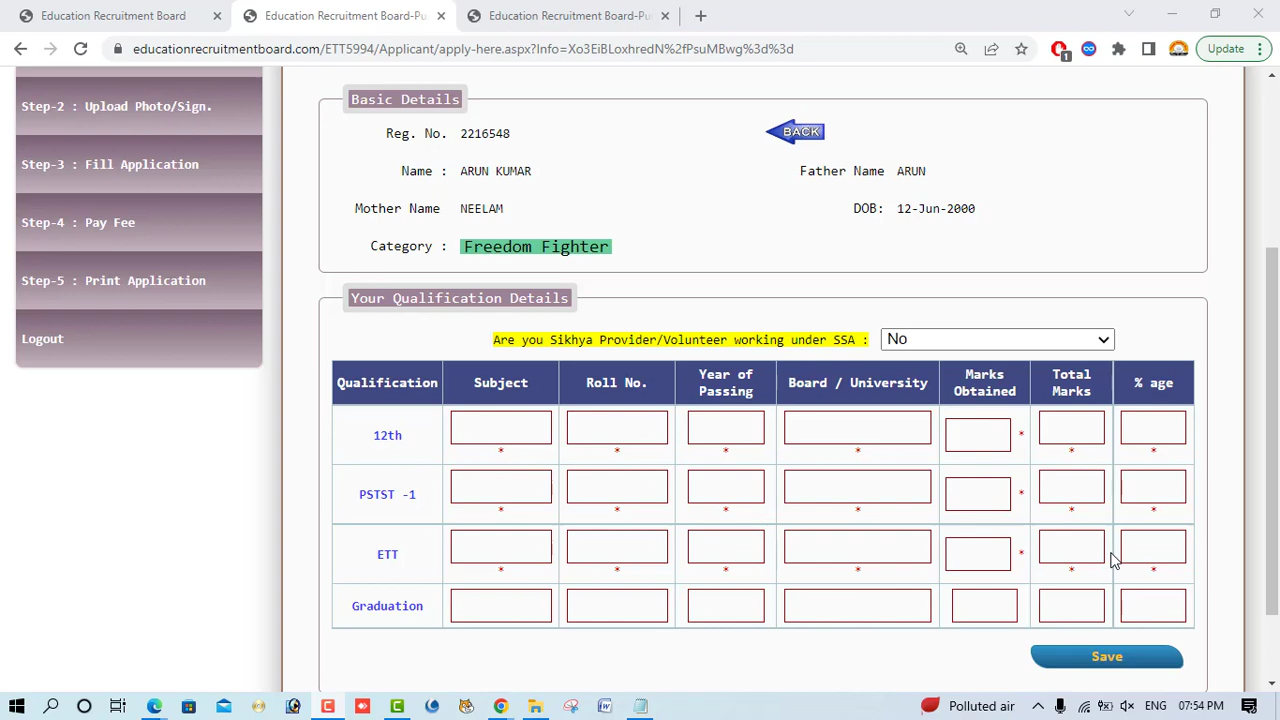 Education Recruitment Board
Education Recruitment Board-Pu
Education Recruitment Board-Pu
educationrecruitmentboard.com/ETT5994/Applicant/apply-here.aspx?Info=Xo3EiBLoxhredN%2fPsuMBwg%3d%3d
1
Update
Step-2 : Upload Photo/Sign.
Step-3 : Fill Application
Step-4 : Pay Fee
Step-5 : Print Application
Logout
Basic Details
Reg. No. 2216548
BACK
Name : ARUN KUMAR Father Name ARUN
Mother Name NEELAM DOB: 12-Jun-2000
Category : Freedom Fighter
Your Qualification Details
Are you Sikhya Provider/Volunteer working under SSA : No
Qualification Subject Roll No. Year of Passing Board / University Marks Obtained Total Marks % age
12th * * * * * * *
PSTST -1 * * * * * * *
ETT * * * * * * *
Graduation
Save
Polluted air ENG 07:54 PM